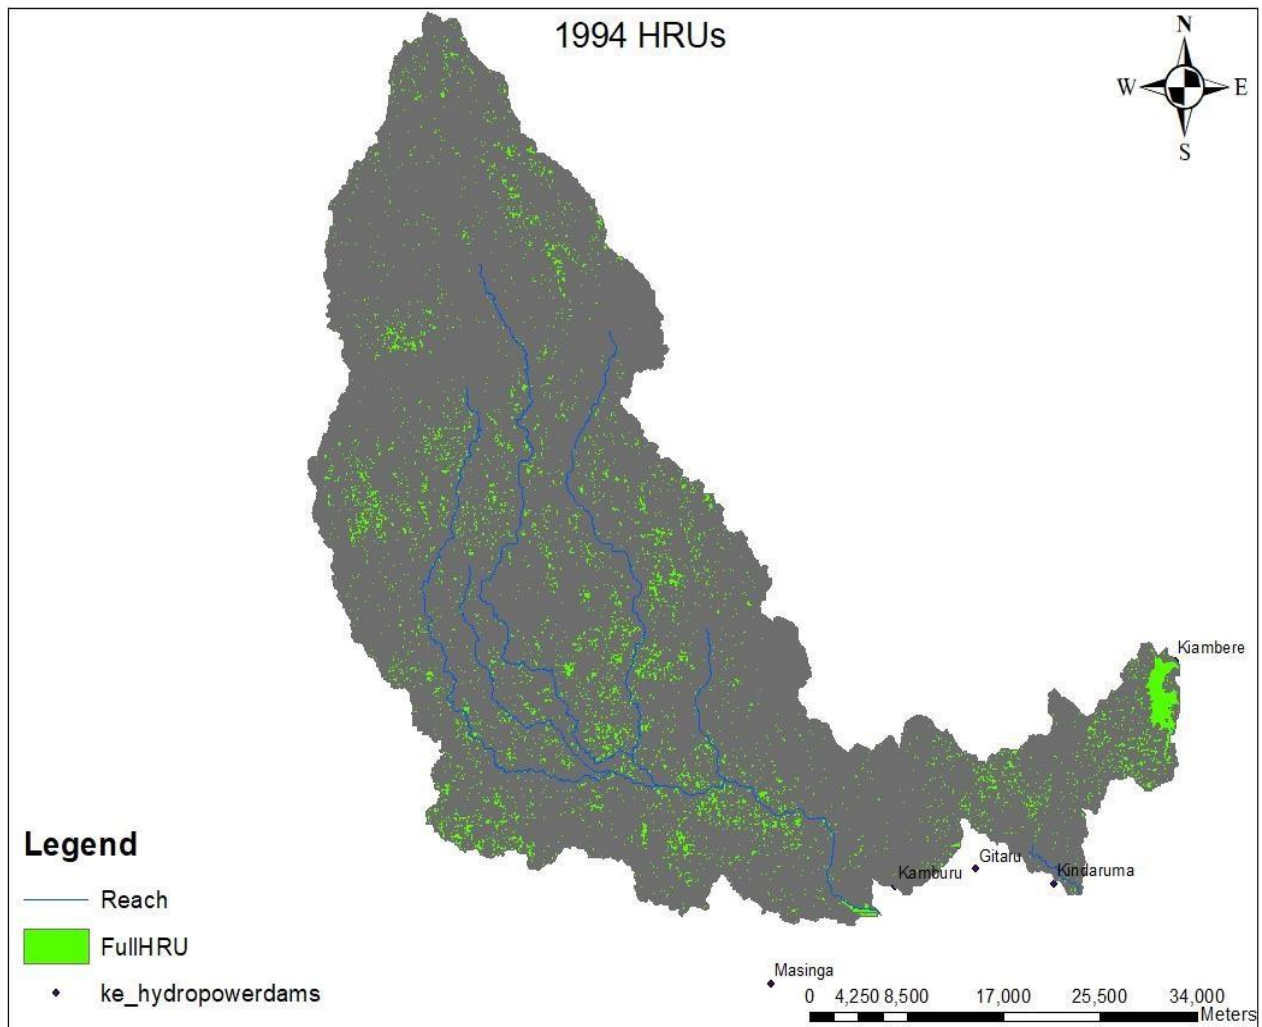 1994 HRUs
N
W E
S
Kiambere
Gitaru
Kamburu
Kindaruma
Masinga
Legend
Reach
FullHRU
ke_hydropowerdams
0 4,250 8,500 17,000 25,500 34,000
Meters